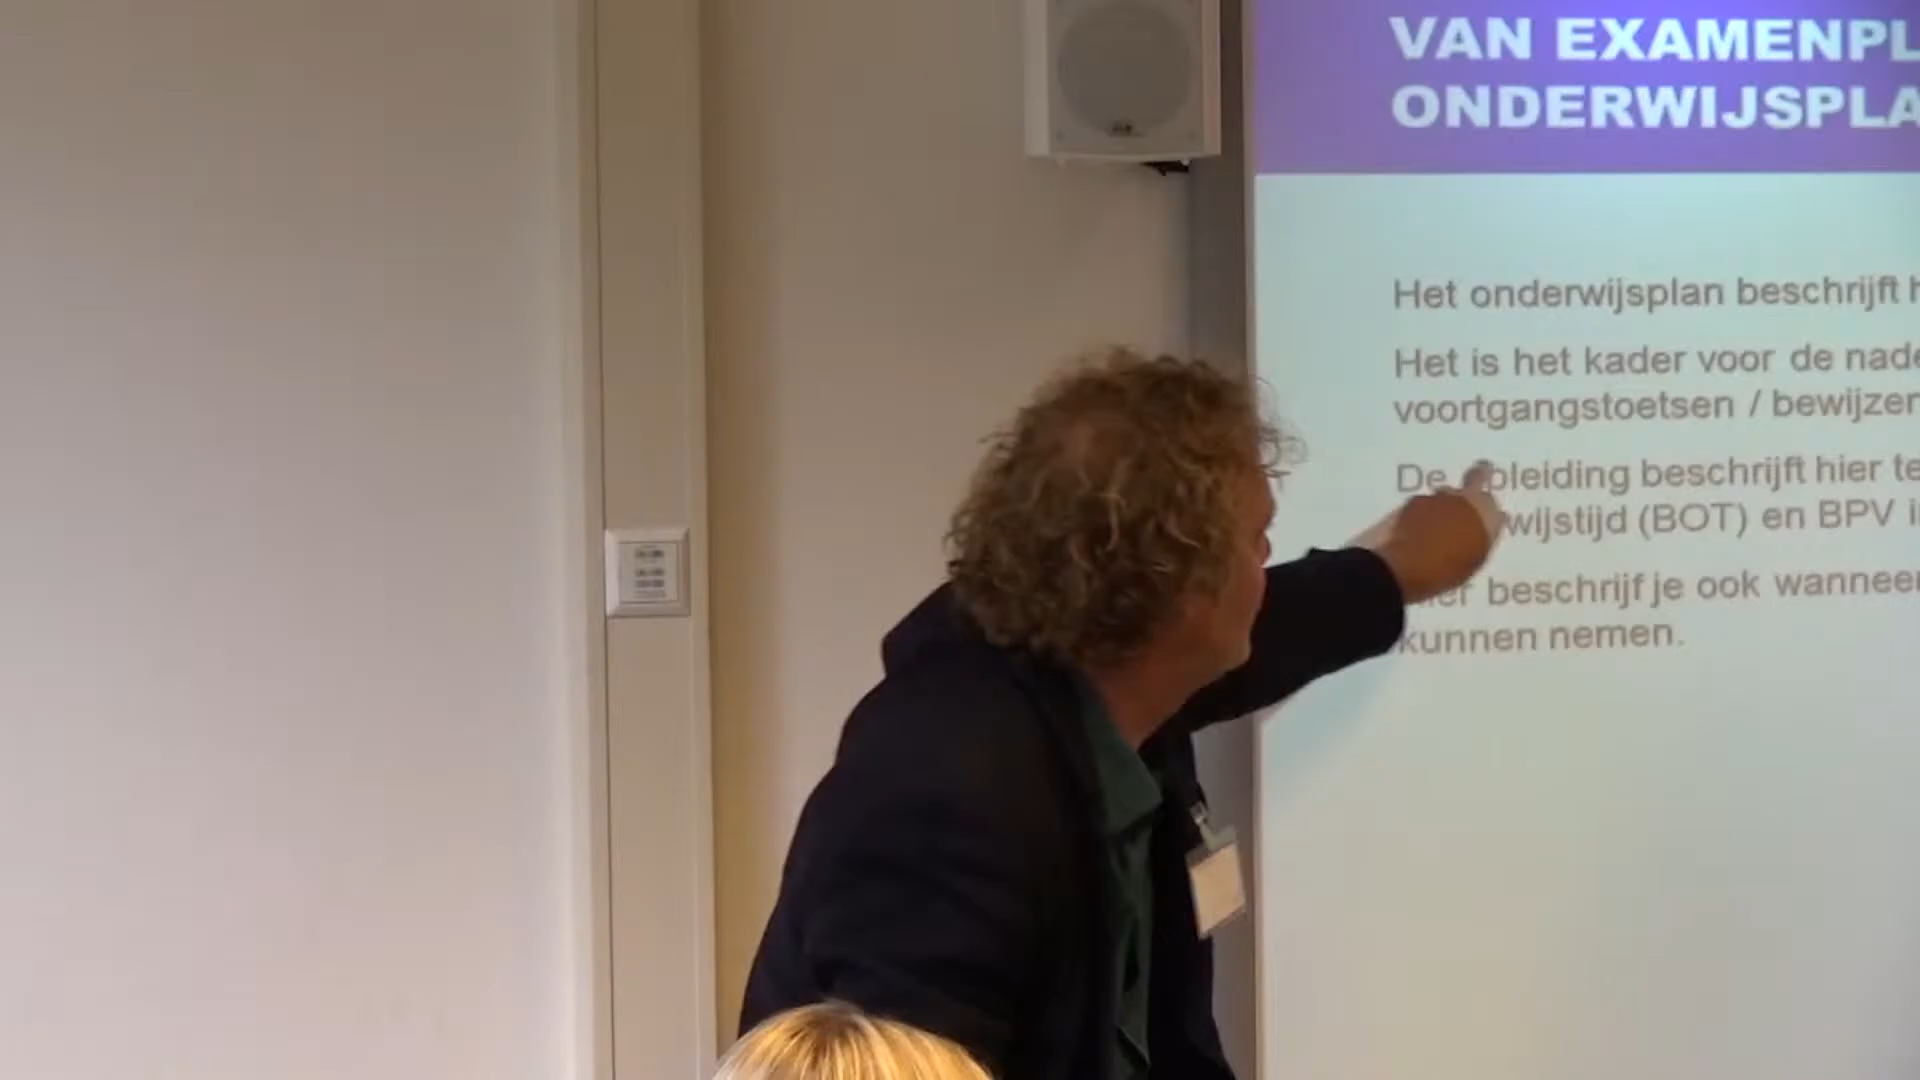 VAN EXAMENPL
ONDERWIJSPLA
Het onderwijsplan beschrijft h
Het is het kader voor de nade
voortgangstoetsen / bewijzen
De opleiding beschrijft hier te
wijstijd (BOT) en BPV i
beschrijf je ook wanneer
kunnen nemen.